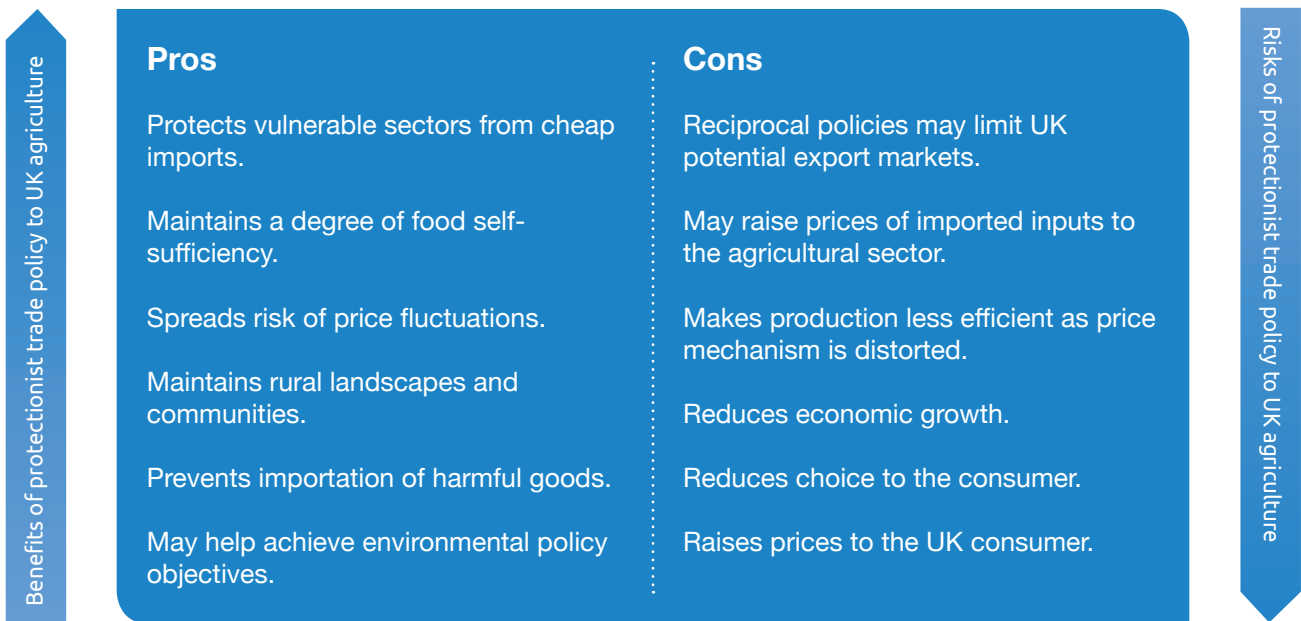 Benefits of protectionist trade policy to UK agriculture
Pros
Protects vulnerable sectors from cheap
imports.
Maintains a degree of food self-
sufficiency.
Spreads risk of price fluctuations.
Maintains rural landscapes and
communities.
Prevents importation of harmful goods.
May help achieve environmental policy
objectives.
Cons
Reciprocal policies may limit UK
potential export markets.
May raise prices of imported inputs to
the agricultural sector.
Makes production less efficient as price
mechanism is distorted.
Reduces economic growth.
Reduces choice to the consumer.
Raises prices to the UK consumer.
Risks of protectionist trade policy to UK agriculture